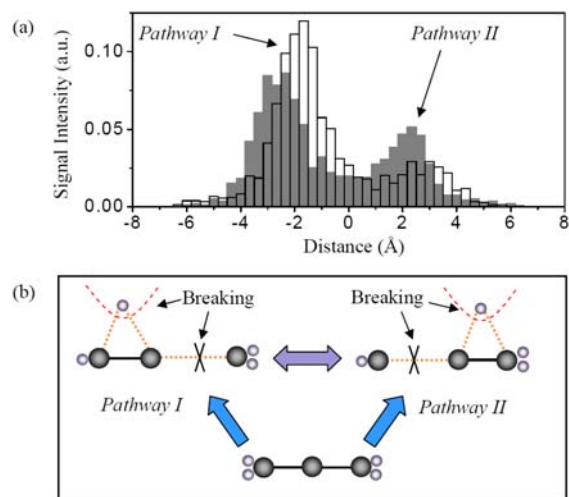 (a)
Pathway I
Pathway II
Signal Intensity (a.u.)
0.10
0.05
0.00
-8 -6 -4 -2 0 2 4 6 8
Distance (Å)
(b)
Breaking
Breaking
Pathway I
Pathway II